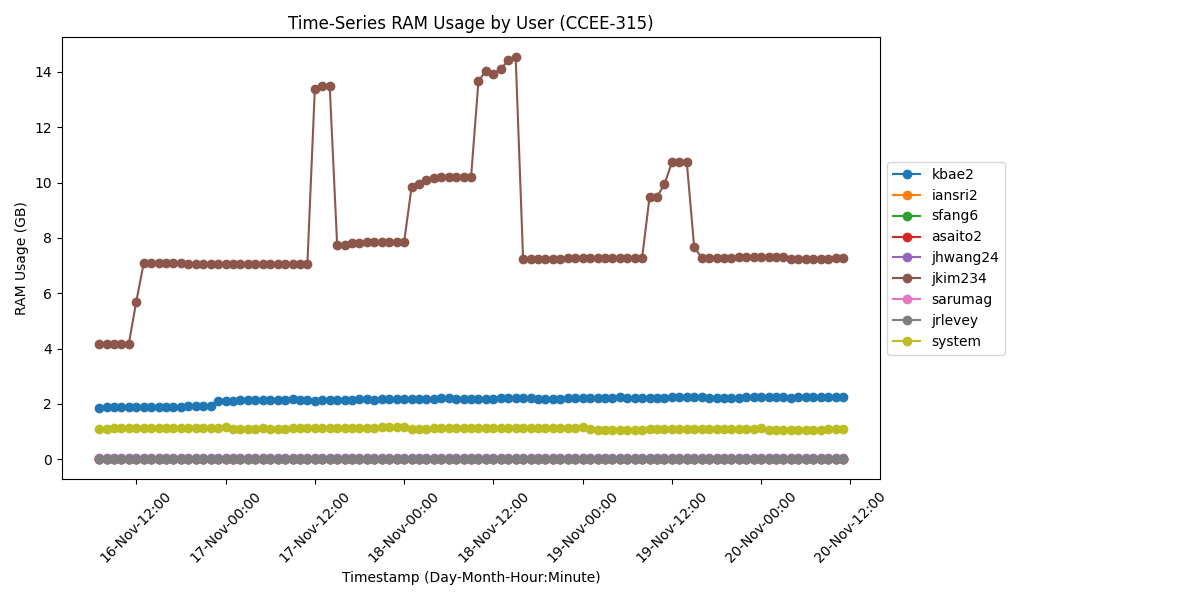 Time-Series RAM Usage by User (CCEE-315)
RAM Usage (GB)
14
12
10
8
6
4
2
0
16-Nov-12:00
17-Nov-00:00
17-Nov-12:00
18-Nov-00:00
18-Nov-12:00
19-Nov-00:00
19-Nov-12:00
20-Nov-00:00
20-Nov-12:00
Timestamp (Day-Month-Hour:Minute)
kbae2
iansri2
sfang6
asaito2
jhwang24
jkim234
sarumag
jrlevey
system